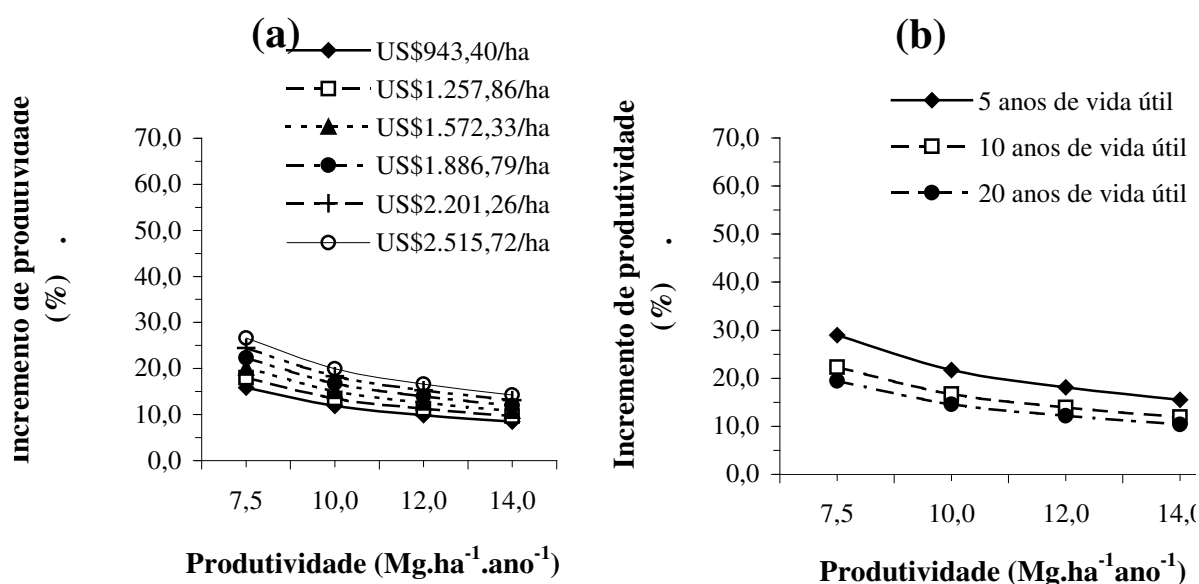 (a)
US$943,40/ha
US$1.257,86/ha
US$1.572,33/ha
US$1.886,79/ha
US$2.201,26/ha
US$2.515,72/ha
Incremento de produtividade
(%) .
70,0
60,0
50,0
40,0
30,0
20,0
10,0
0,0
7,5 10,0 12,0 14,0
Produtividade (Mg.ha⁻¹.ano⁻¹)
(b)
5 anos de vida útil
10 anos de vida útil
20 anos de vida útil
Incremento de produtividade
(%) .
70,0
60,0
50,0
40,0
30,0
20,0
10,0
0,0
7,5 10,0 12,0 14,0
Produtividade (Mg.ha⁻¹ano⁻¹)